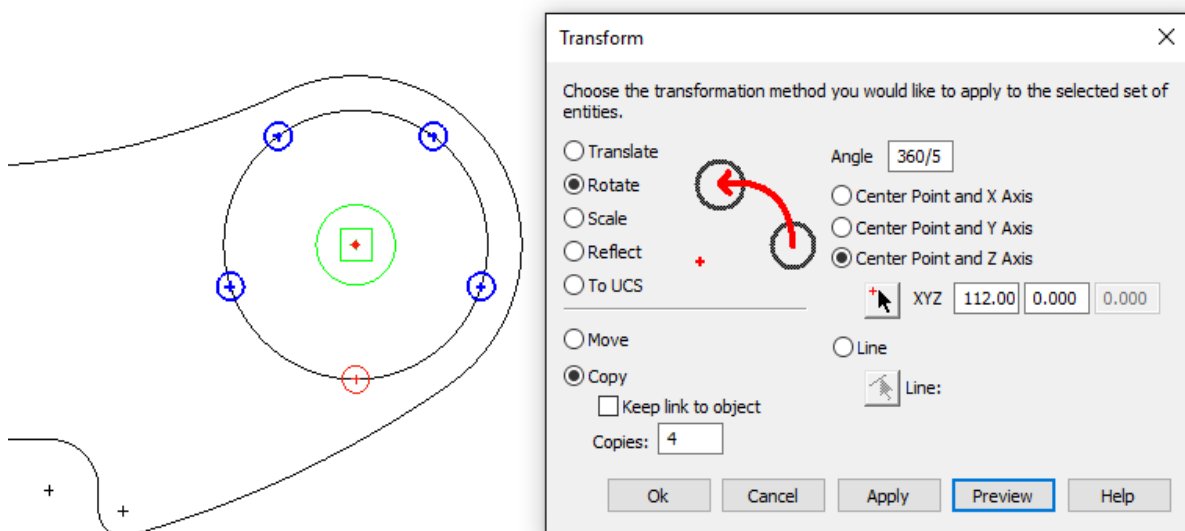 Transform
Choose the transformation method you would like to apply to the selected set of
entities.
Translate
Rotate
Scale
Reflect
To UCS
Move
Copy
Keep link to object
Copies: 4
Angle 360/5
Center Point and X Axis
Center Point and Y Axis
Center Point and Z Axis
XYZ 112.00 0.000 0.000
Line
Line:
Ok Cancel Apply Preview Help